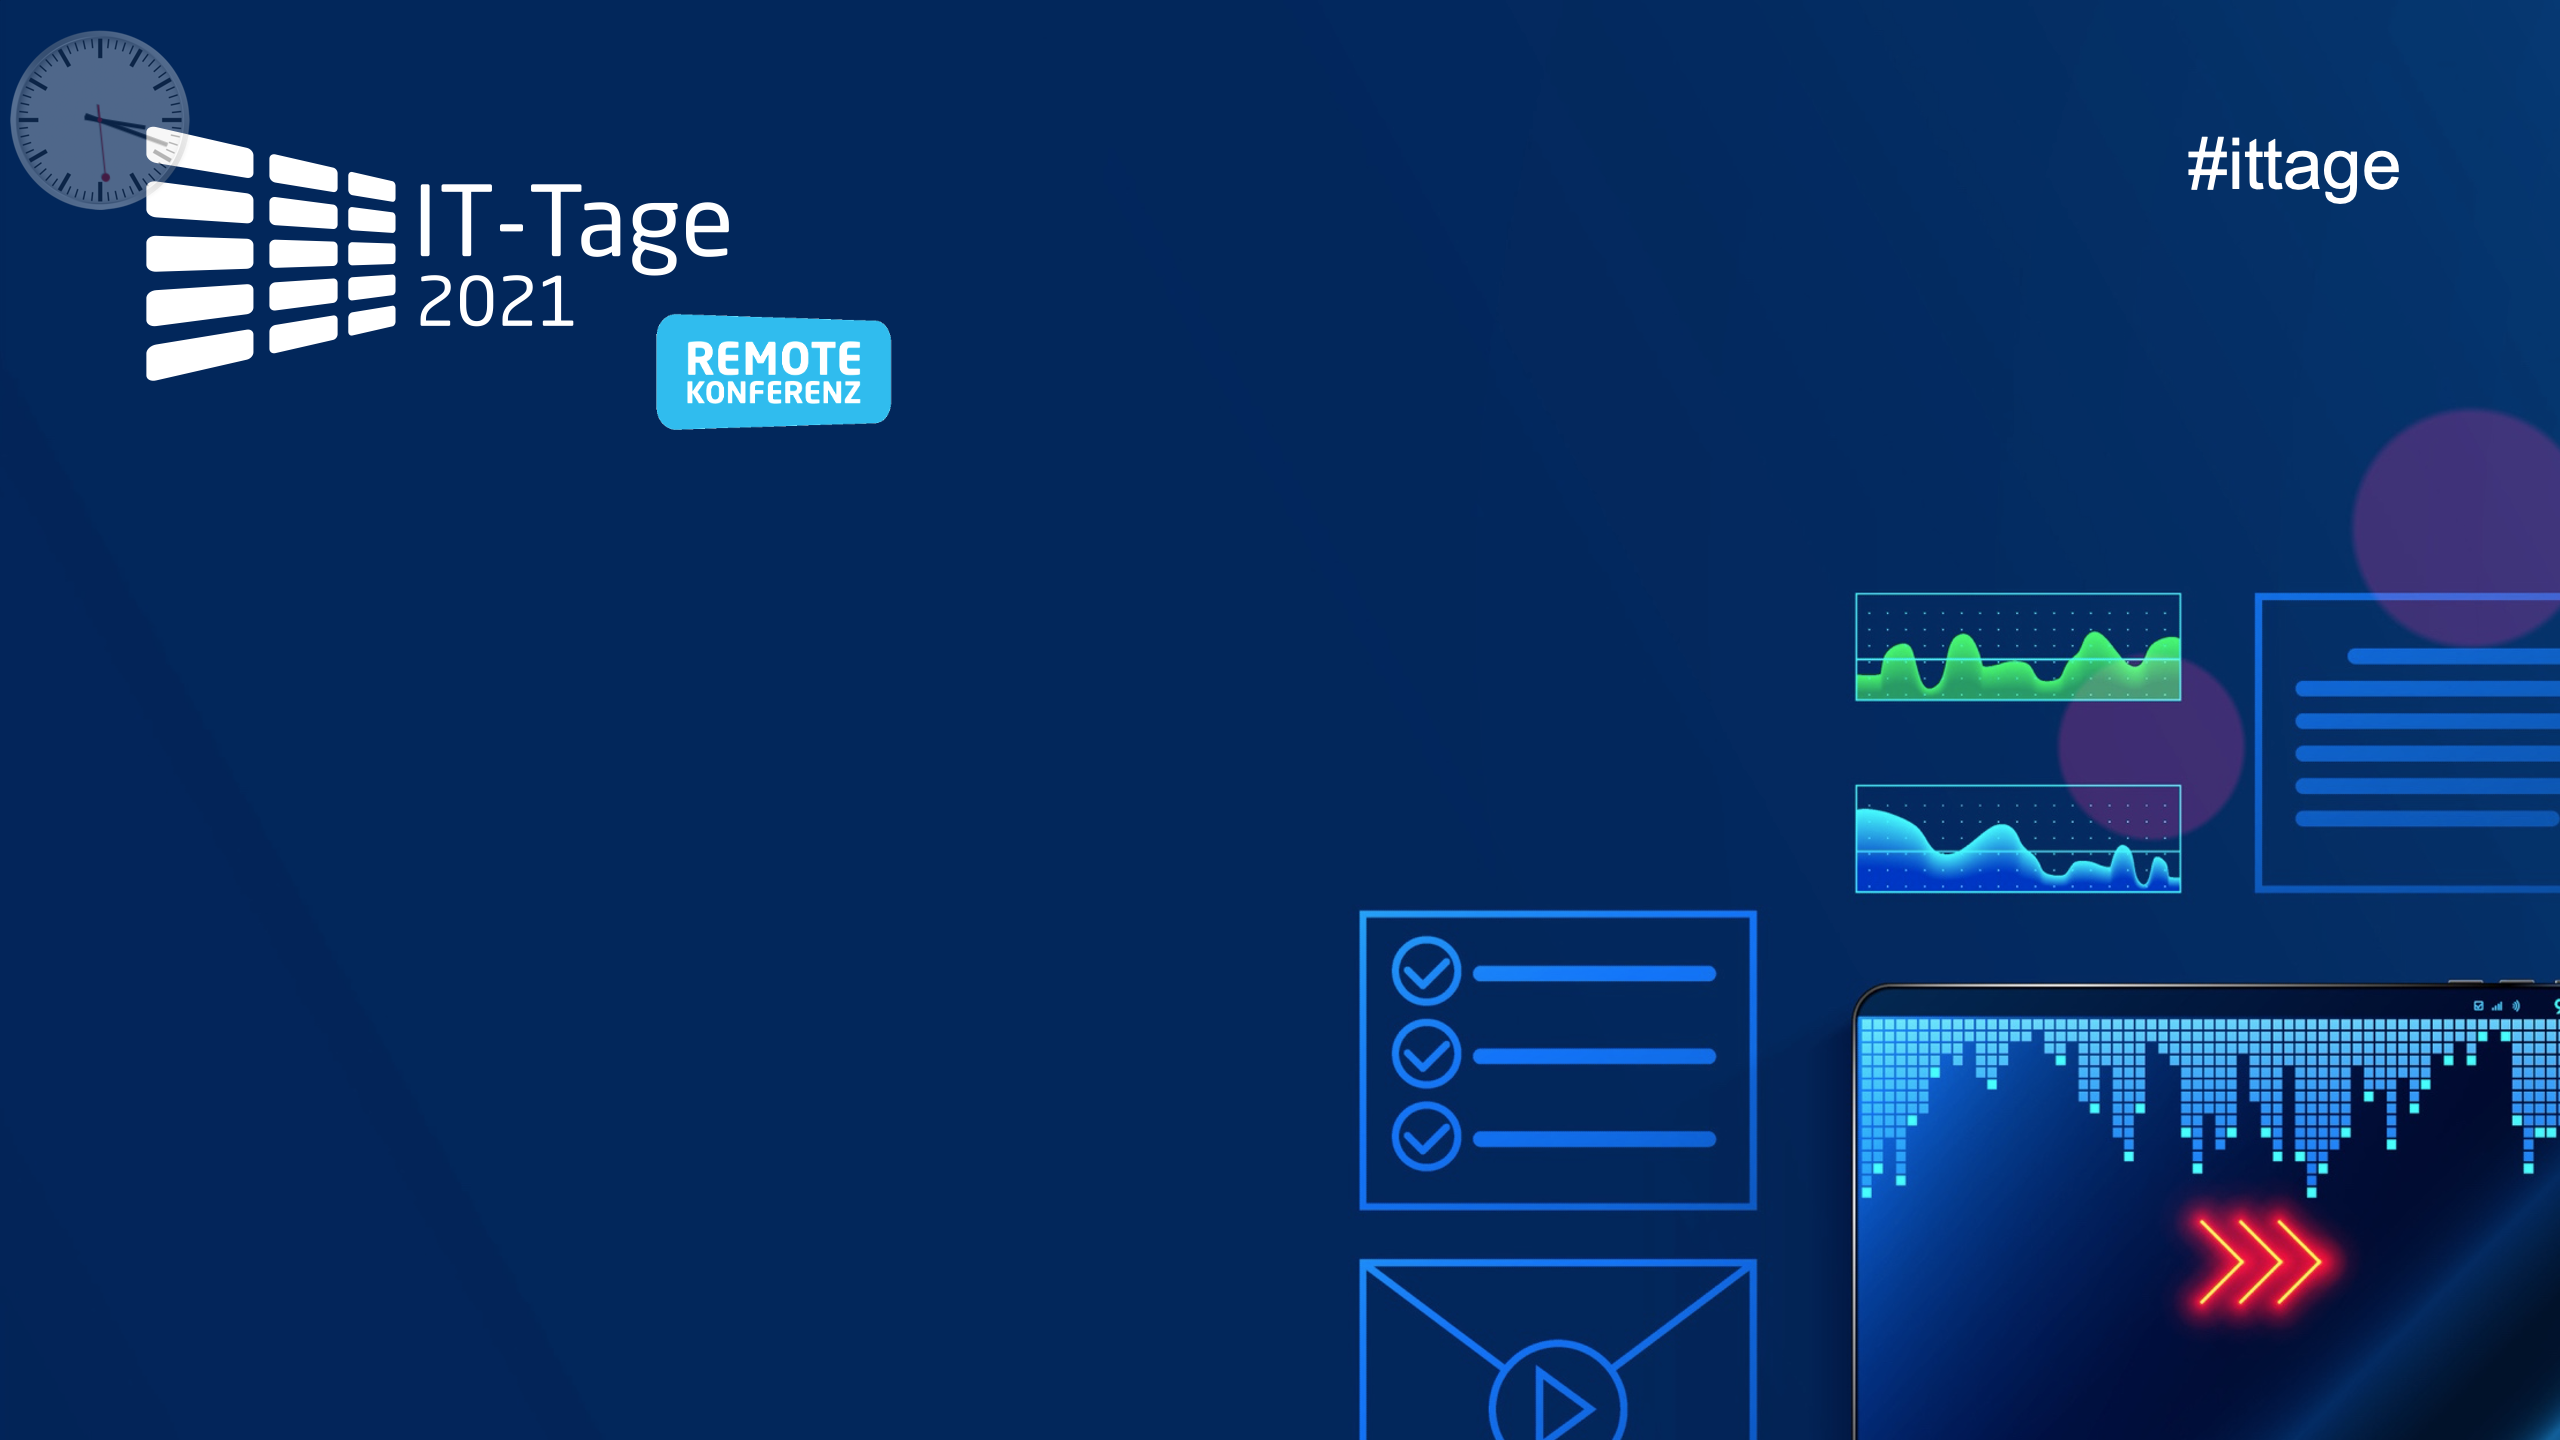 IT-Tage
2021
REMOTE
KONFERENZ
#ittage